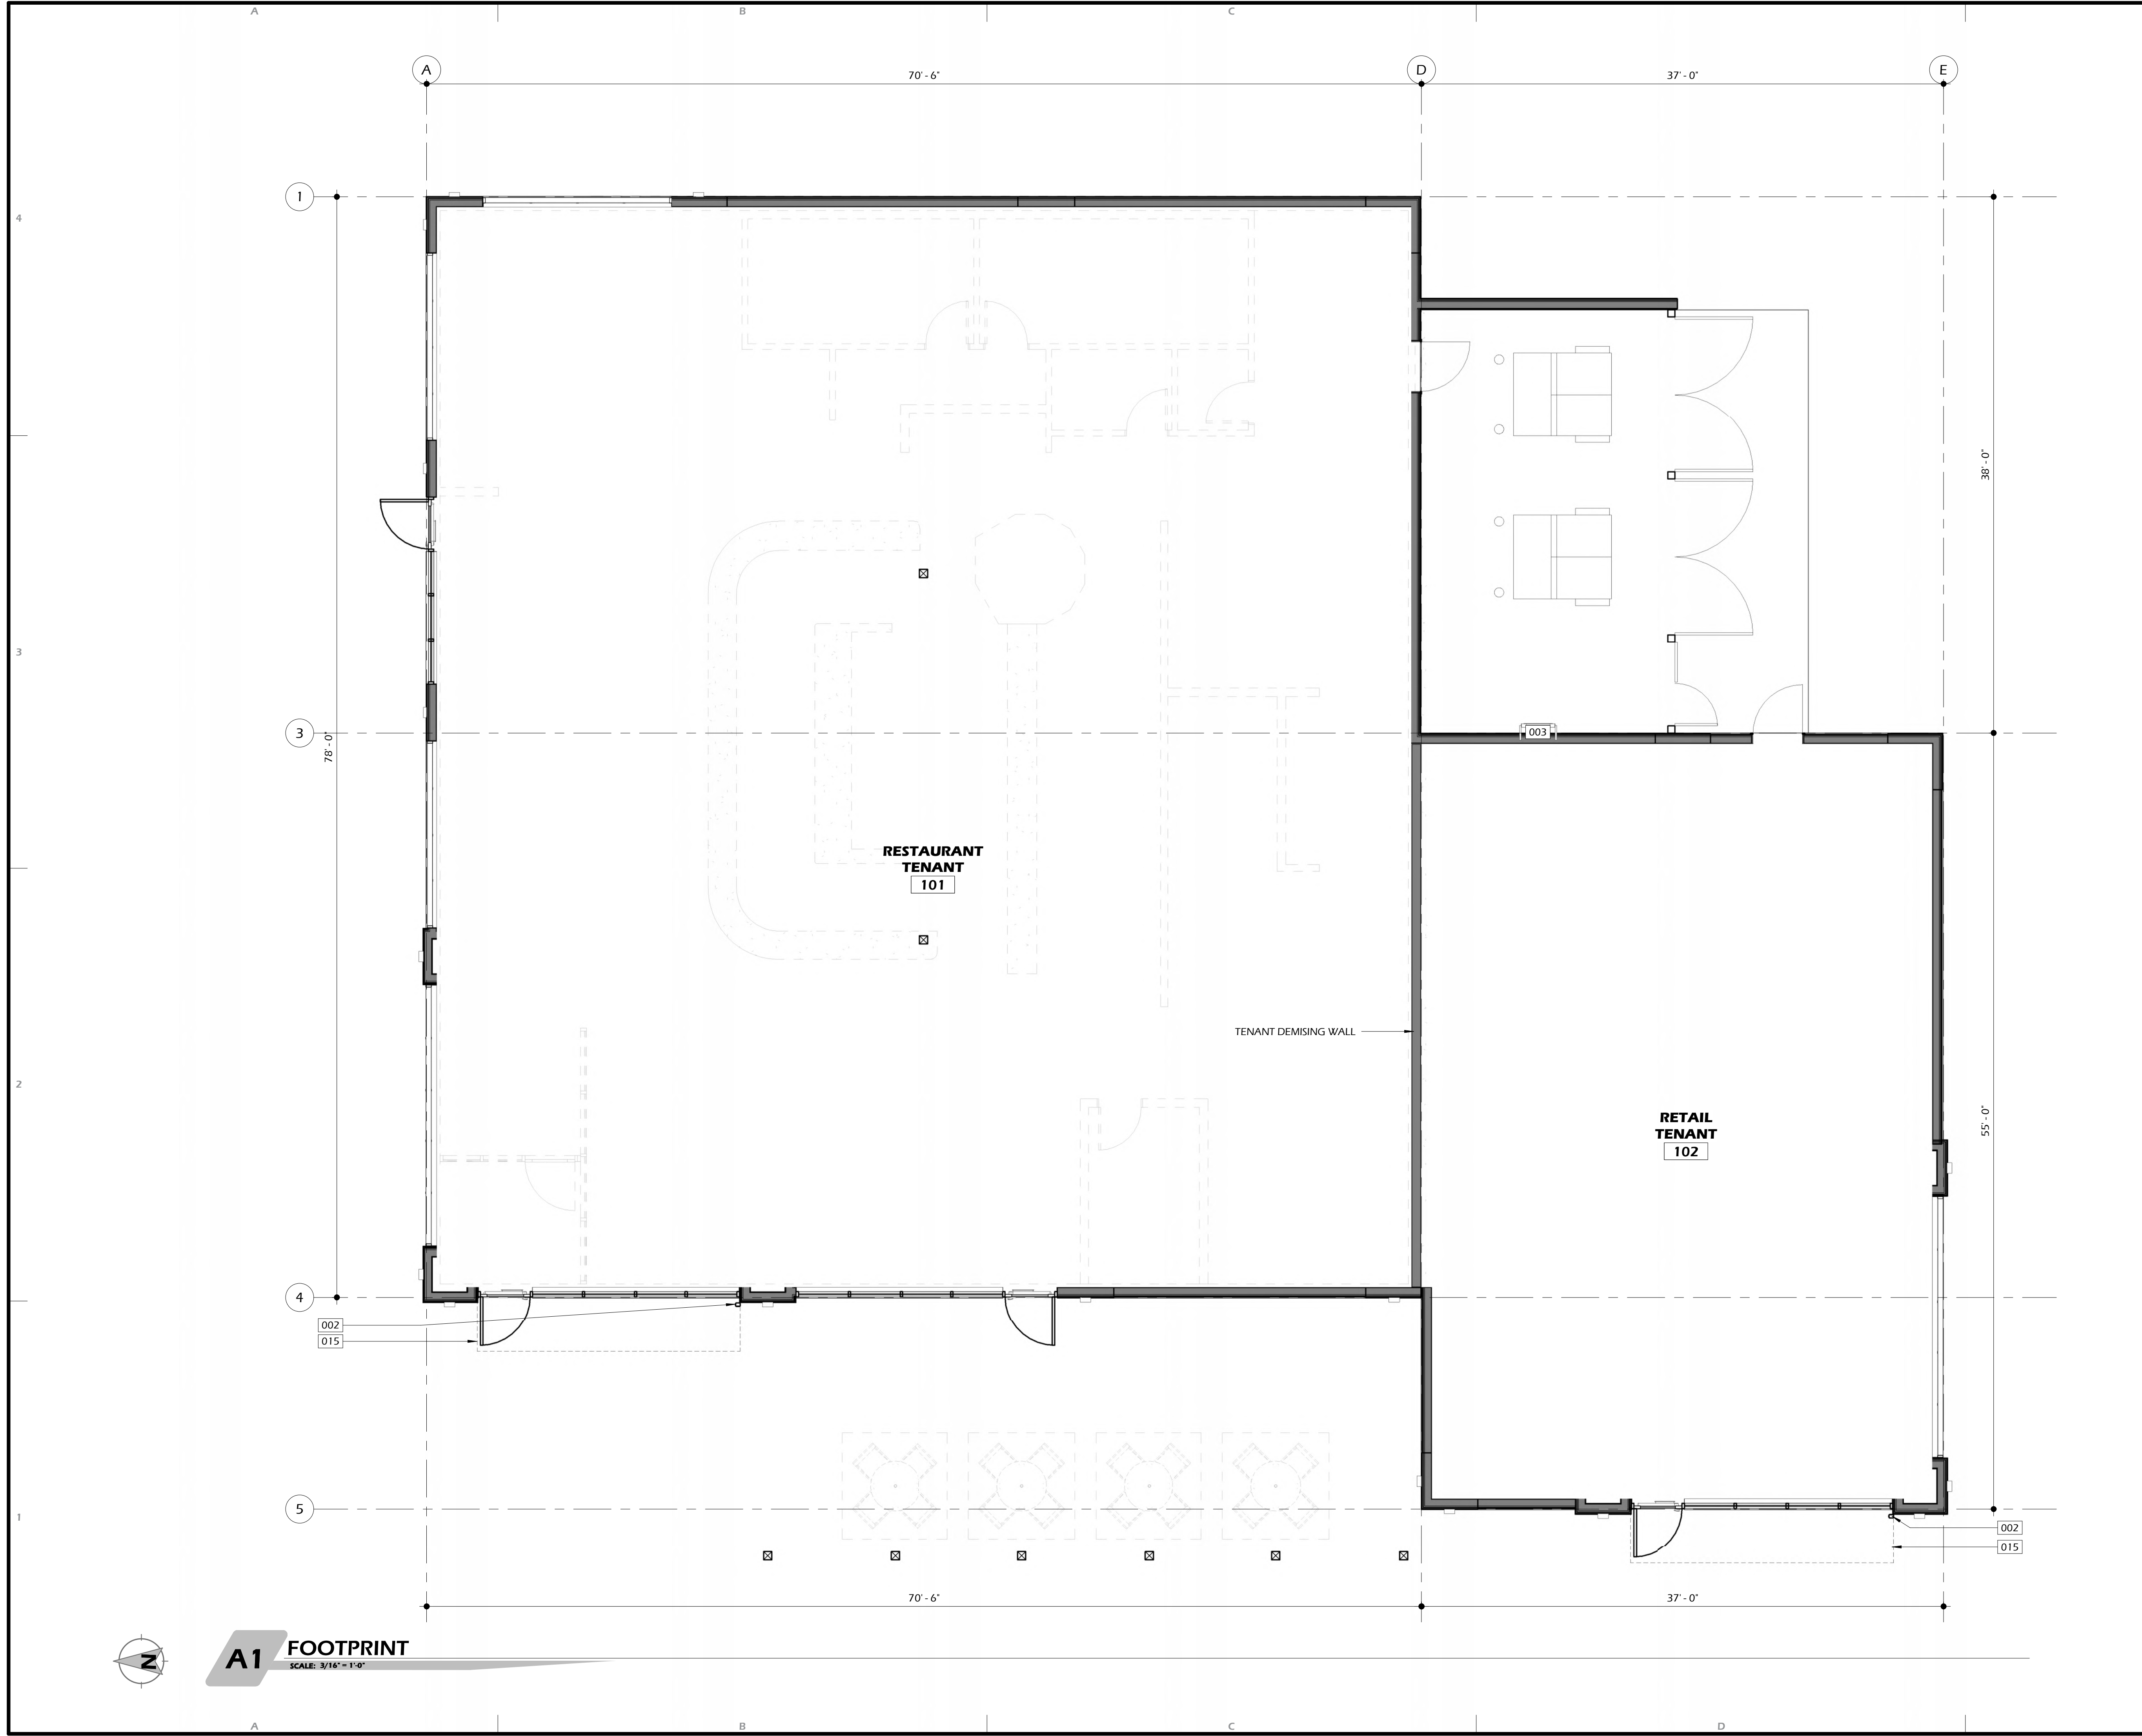 A B C
A D E
70' - 6" 37' - 0"
1
4
38' - 0"
3
3
003
78' - 0"
RESTAURANT
TENANT
101
TENANT DEMISING WALL
2
RETAIL
TENANT
102
55' - 0"
4
002
015
5
1
002
015
70' - 6" 37' - 0"
N
A1 FOOTPRINT
SCALE: 3/16" = 1'-0"
A B C D